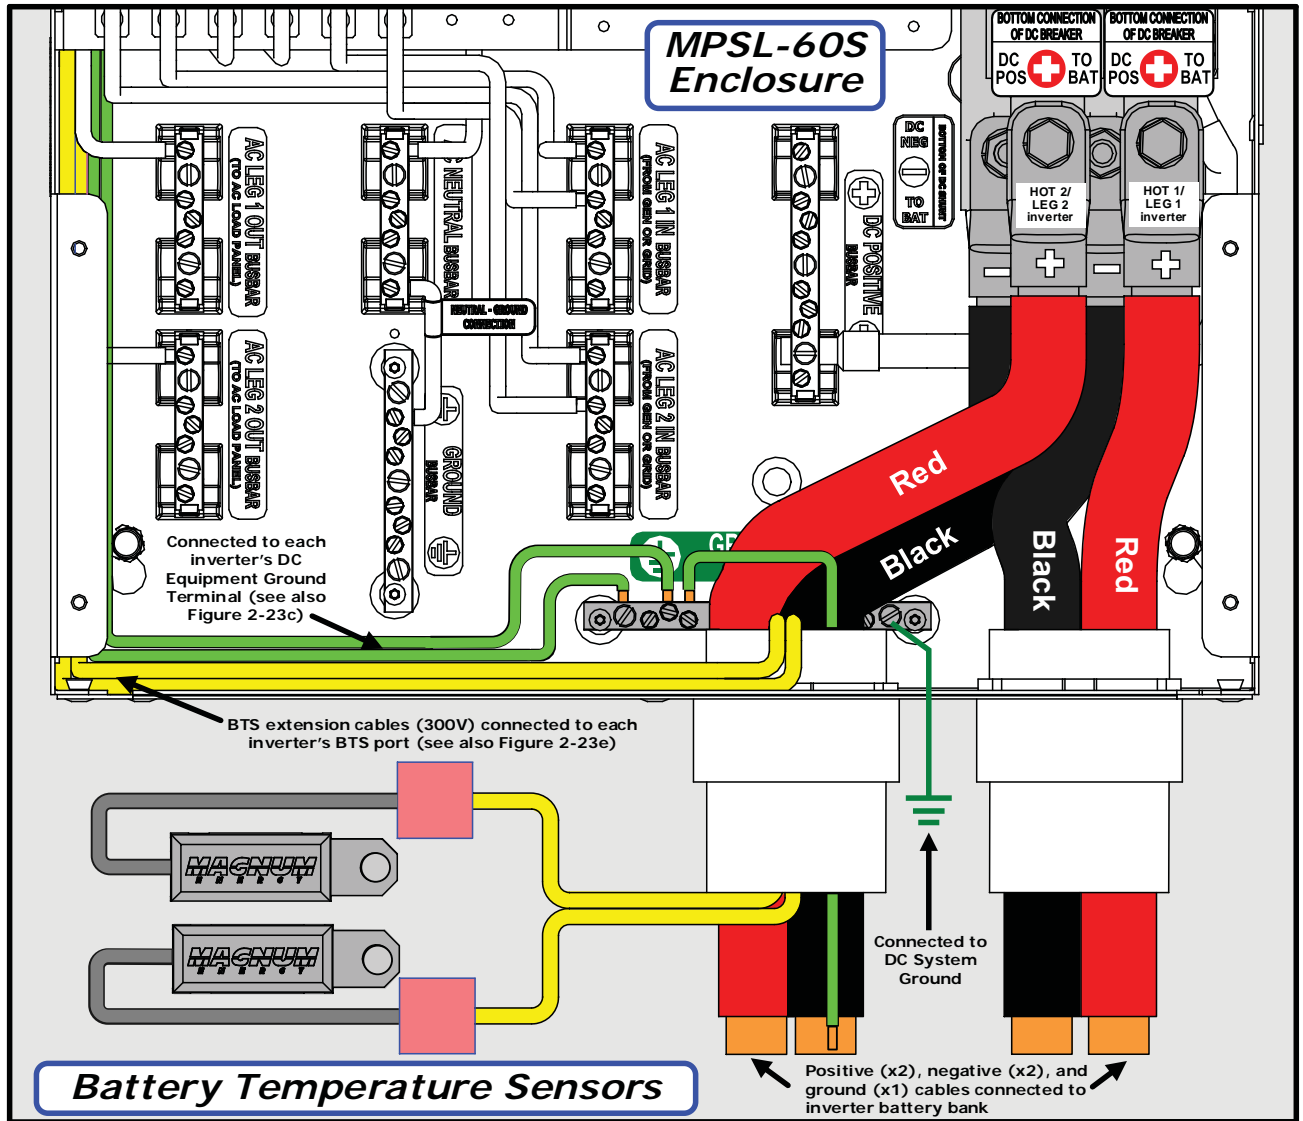 MPSL-60S
Enclosure
BOTTOM CONNECTION
OF DC BREAKER
DC
POS
TO
BAT
BOTTOM CONNECTION
OF DC BREAKER
DC
POS
TO
BAT
HOT 2/
LEG 2
inverter
HOT 1/
LEG 1
inverter
AC LEG 1 OUT BUSBAR
(TO AC LOAD PANEL)
NEUTRAL BUSBAR
AC LEG 1 IN BUSBAR
(FROM GEN OR GRID)
DC POSITIVE
BUSBAR
DC
NEG
TO
BAT
BOTTOM OF DC SHUNT
NEUTRAL - GROUND
CONNECTION
AC LEG 2 OUT BUSBAR
(TO AC LOAD PANEL)
GROUND
BUSBAR
AC LEG 2 IN BUSBAR
(FROM GEN OR GRID)
Red
Black
Black
Red
Connected to each
inverter's DC
Equipment Ground
Terminal (see also
Figure 2-23c)
BTS extension cables (300V) connected to each
inverter's BTS port (see also Figure 2-23e)
MAGNUM
ENERGY
MAGNUM
ENERGY
Connected to
DC System
Ground
Positive (x2), negative (x2), and
ground (x1) cables connected to
inverter battery bank
Battery Temperature Sensors